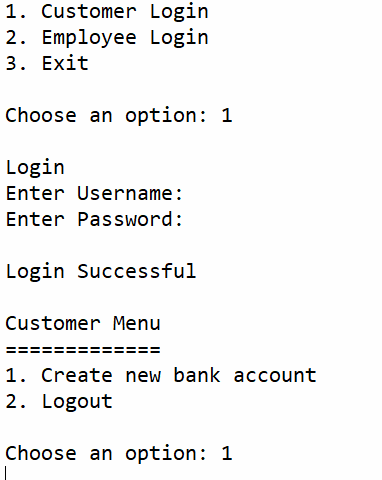 1. Customer Login
2. Employee Login
3. Exit
Choose an option: 1
Login
Enter Username:
Enter Password:
Login Successful
Customer Menu
=============
1. Create new bank account
2. Logout
Choose an option: 1